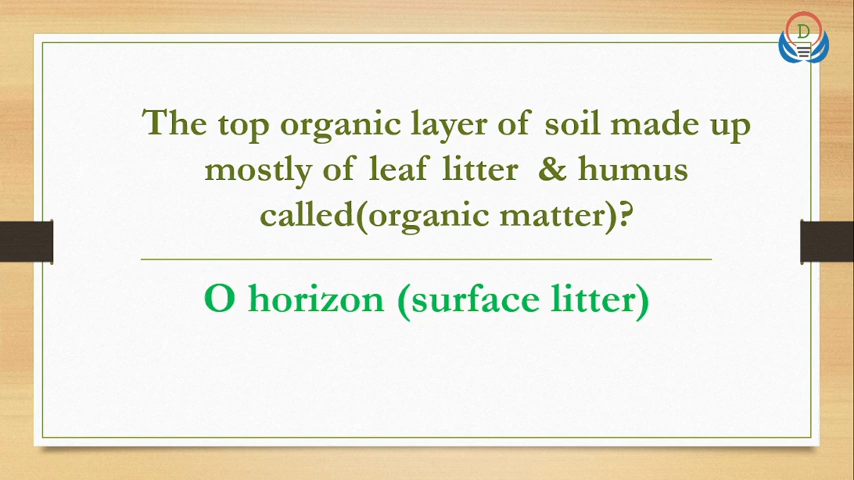 D
The top organic layer of soil made up
mostly of leaf litter & humus
called(organic matter)?
O horizon (surface litter)